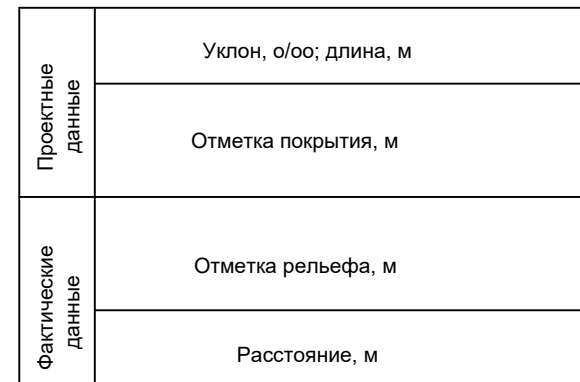 Проектные
данные
Уклон, о/оо; длина, м
Отметка покрытия, м
Фактические
данные
Отметка рельефа, м
Расстояние, м